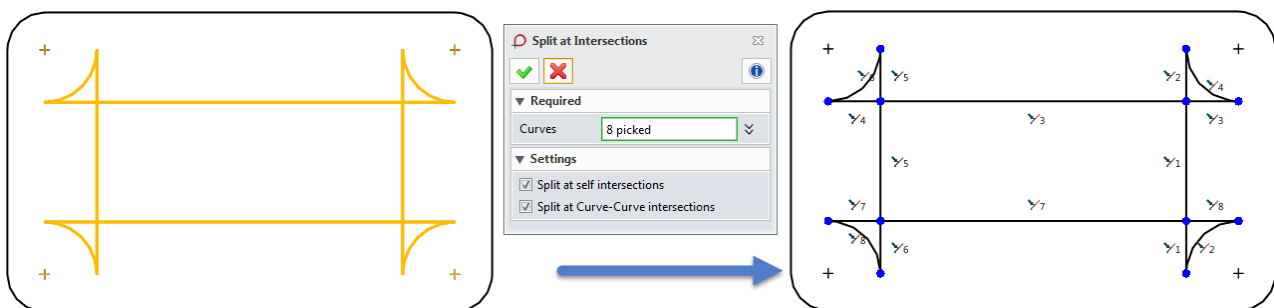 Split at Intersections
Required
Curves 8 picked
Settings
Split at self intersections
Split at Curve-Curve intersections
5 2 4
4 3 3
5 1
7 7 8
8 6 1 2